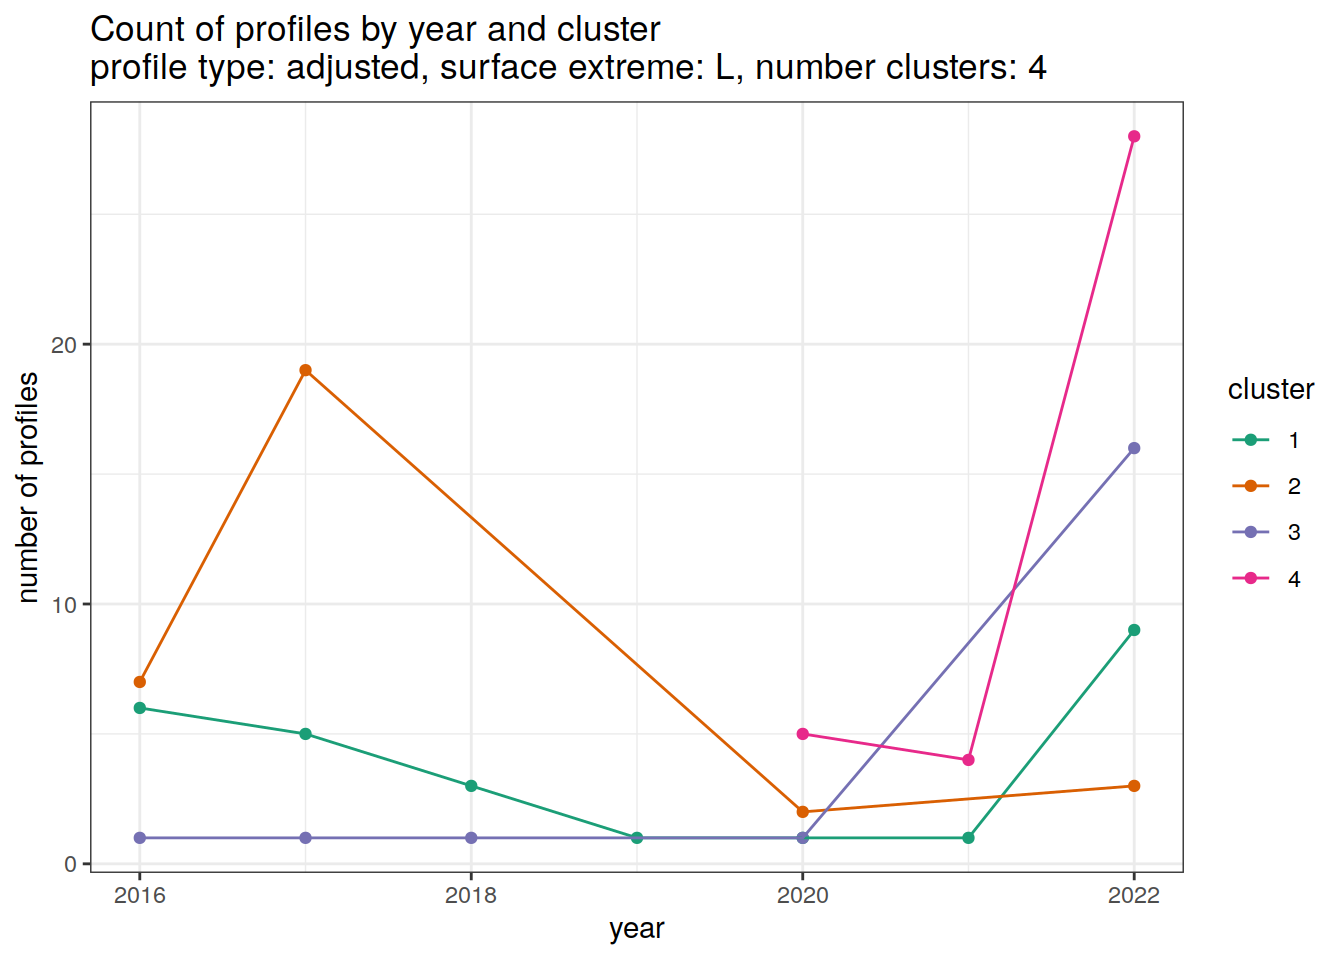 Count of profiles by year and cluster
profile type: adjusted, surface extreme: L, number clusters: 4
number of profiles
20
10
0
2016
2018
2020
2022
year
cluster
1
2
3
4